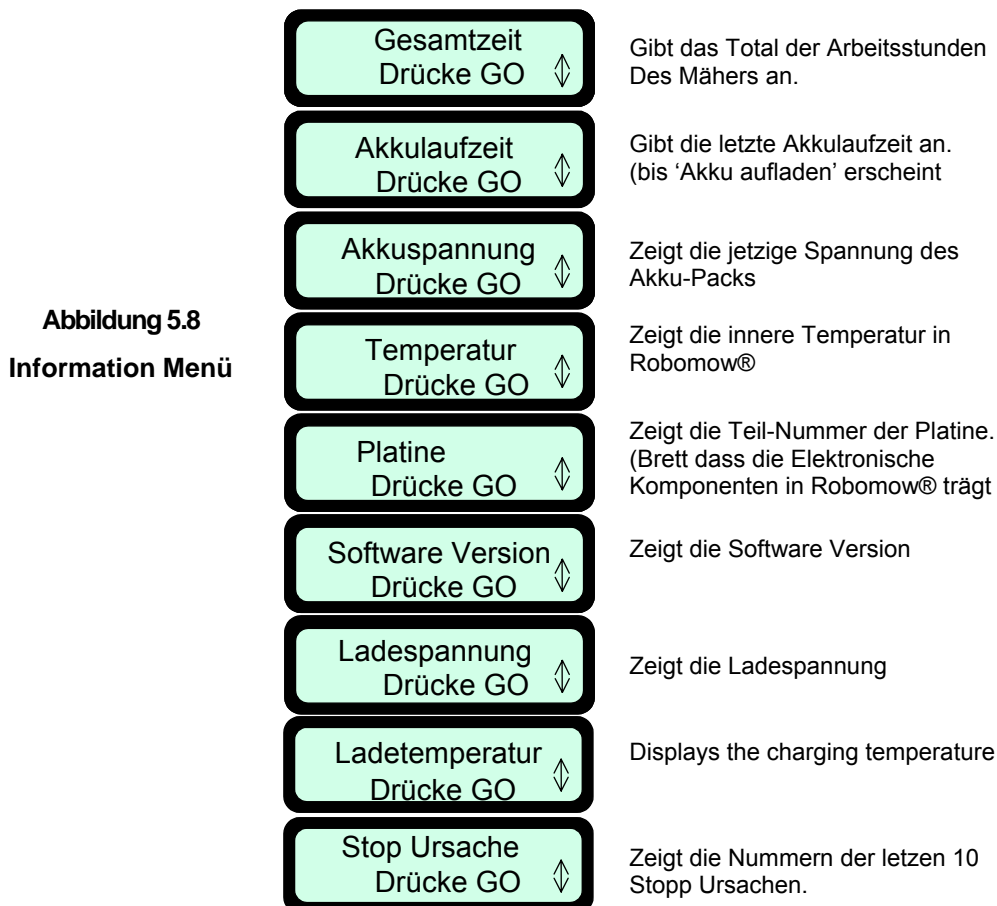 Gesamtzeit
Drücke GO
Gibt das Total der Arbeitsstunden
Des Mähers an.
Akkulaufzeit
Drücke GO
Gibt die letzte Akkulaufzeit an.
(bis ‘Akku aufladen’ erscheint
Akkuspannung
Drücke GO
Zeigt die jetzige Spannung des
Akku-Packs
Abbildung 5.8
Information Menü
Temperatur
Drücke GO
Zeigt die innere Temperatur in
Robomow®
Platine
Drücke GO
Zeigt die Teil-Nummer der Platine.
(Brett dass die Elektronische
Komponenten in Robomow® trägt
Software Version
Drücke GO
Zeigt die Software Version
Ladespannung
Drücke GO
Zeigt die Ladespannung
Ladetemperatur
Drücke GO
Displays the charging temperature
Stop Ursache
Drücke GO
Zeigt die Nummern der letzen 10
Stopp Ursachen.